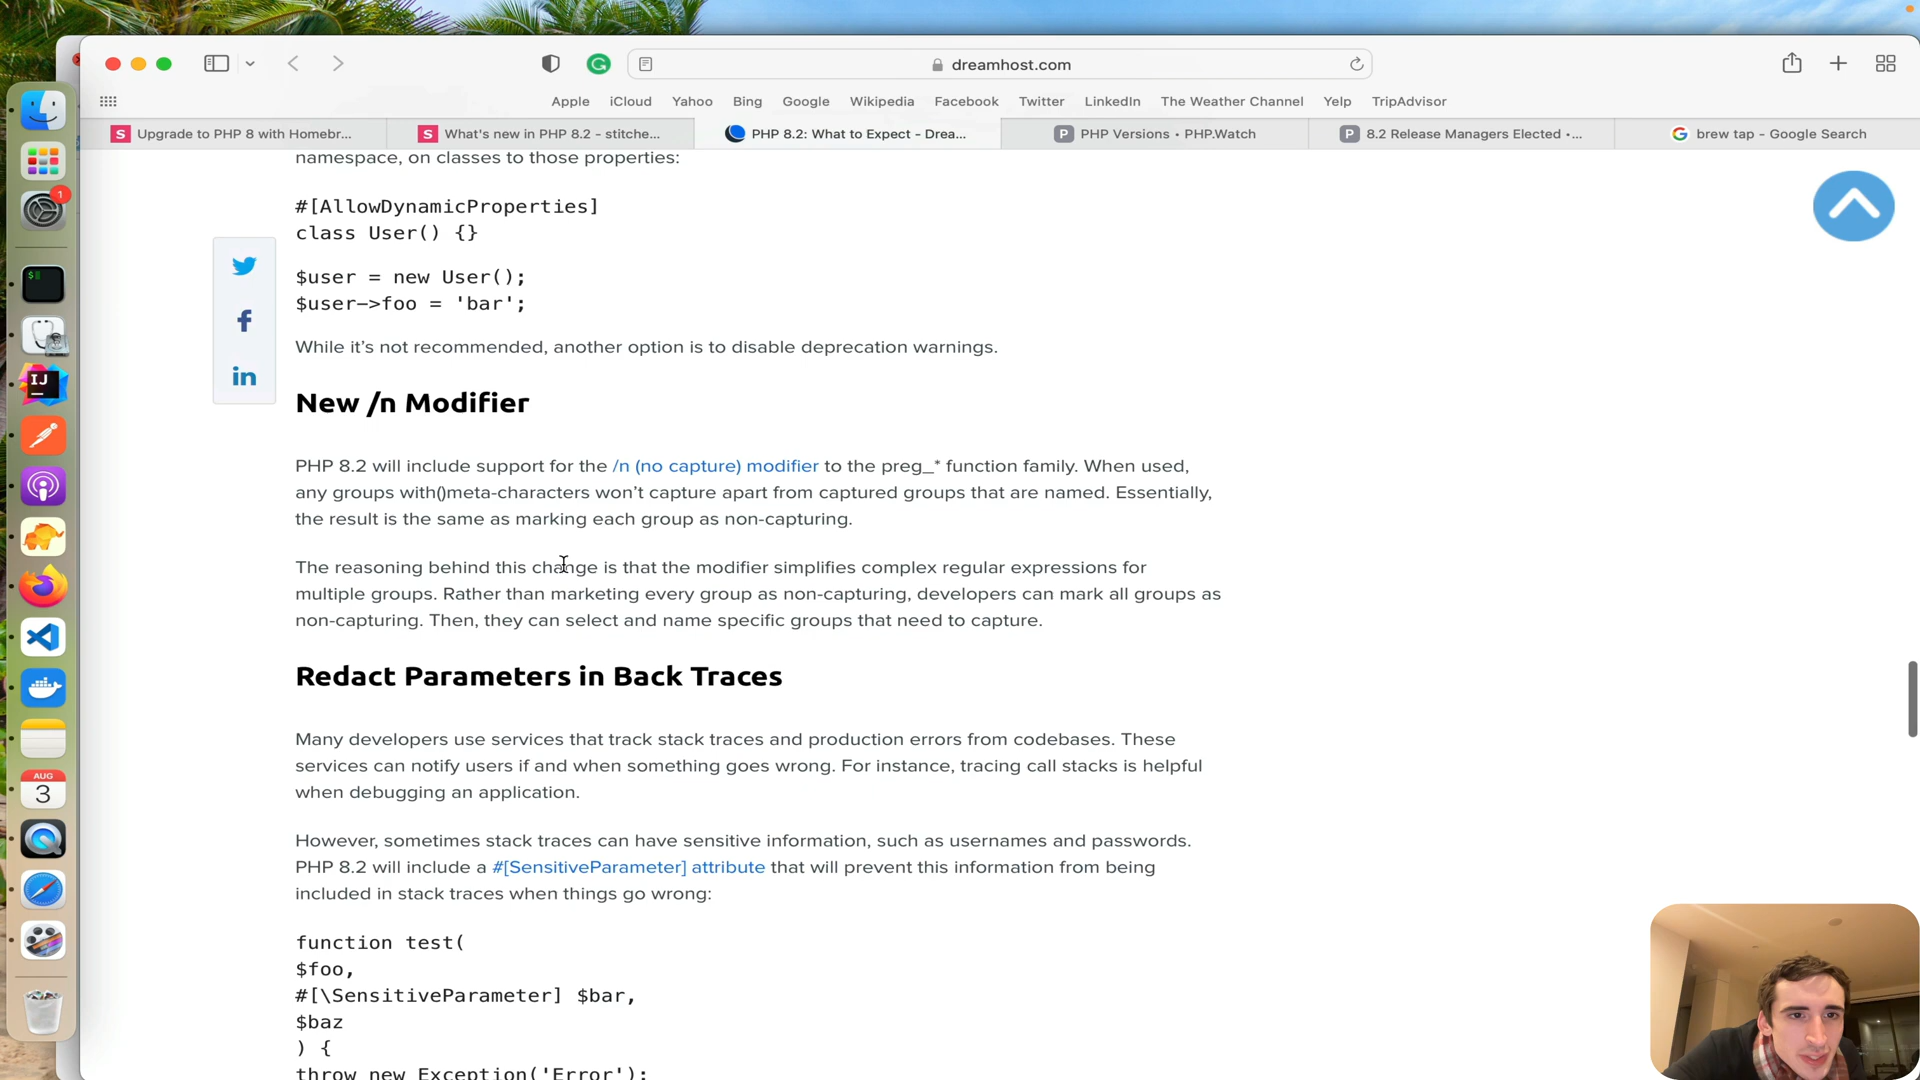 dreamhost.com
Apple iCloud Yahoo Bing Google Wikipedia Facebook Twitter LinkedIn The Weather Channel Yelp TripAdvisor
S Upgrade to PHP 8 with Homebr... S What's new in PHP 8.2 - stitche... PHP 8.2: What to Expect - Drea... P PHP Versions • PHP.Watch P 8.2 Release Managers Elected •... G brew tap - Google Search
namespace, on classes to those properties:
#[AllowDynamicProperties]
class User() {}
$user = new User();
$user->foo = 'bar';
While it’s not recommended, another option is to disable deprecation warnings.
New /n Modifier
PHP 8.2 will include support for the /n (no capture) modifier to the preg_* function family. When used,
any groups with()meta-characters won’t capture apart from captured groups that are named. Essentially,
the result is the same as marking each group as non-capturing.
The reasoning behind this change is that the modifier simplifies complex regular expressions for
multiple groups. Rather than marketing every group as non-capturing, developers can mark all groups as
non-capturing. Then, they can select and name specific groups that need to capture.
Redact Parameters in Back Traces
Many developers use services that track stack traces and production errors from codebases. These
services can notify users if and when something goes wrong. For instance, tracing call stacks is helpful
when debugging an application.
However, sometimes stack traces can have sensitive information, such as usernames and passwords.
PHP 8.2 will include a #[SensitiveParameter] attribute that will prevent this information from being
included in stack traces when things go wrong:
function test(
$foo,
#[\SensitiveParameter] $bar,
$baz
) {
throw new Exception('Error');
f
in
1
$
IJ
AUG
3